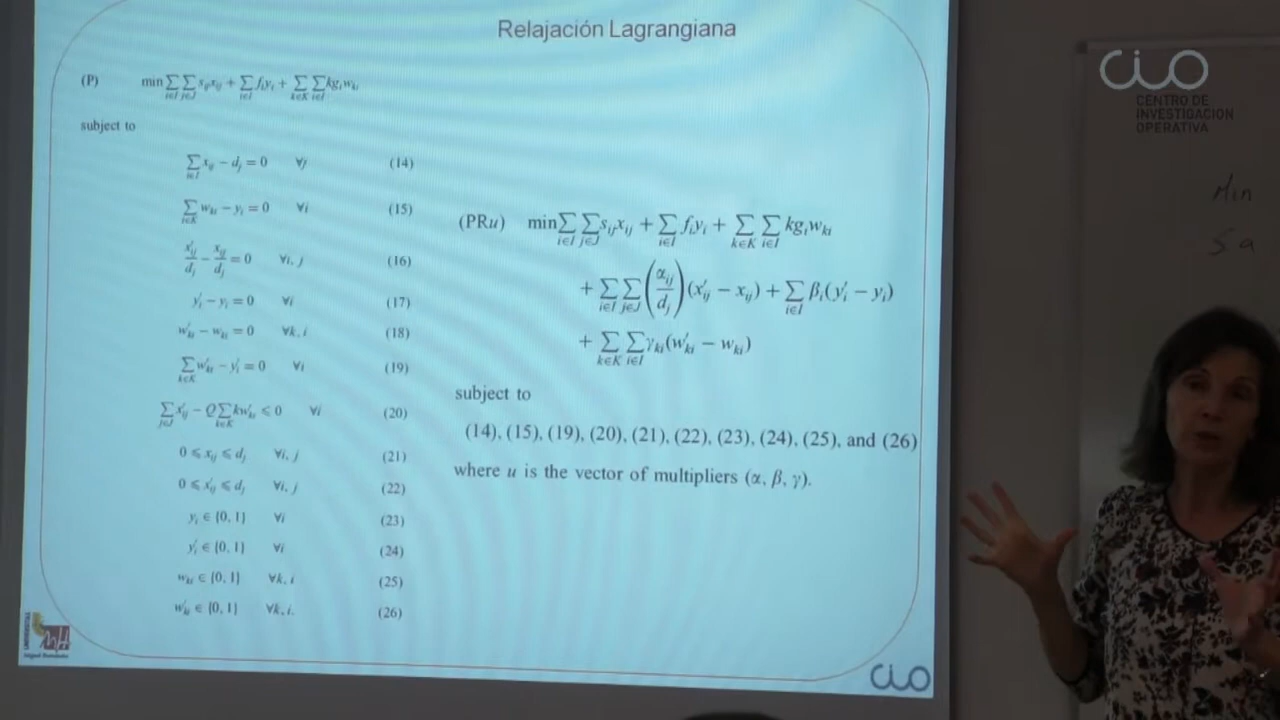 Relajación Lagrangiana
(P) min ∑_{i∈I} ∑_{j∈J} s_{ij}x_{ij} + ∑_{i∈I} f_i y_i + ∑_{k∈K} ∑_{i∈I} kg_i w_{ki}
subject to
∑_{i∈I} x_{ij} − d_j = 0 ∀j (14)
∑_{k∈K} w_{ki} − y_i = 0 ∀i (15)
x'_{ij}/d_j − x_{ij}/d_j = 0 ∀i, j (16)
y'_i − y_i = 0 ∀i (17)
w'_{ki} − w_{ki} = 0 ∀k, i (18)
∑_{k∈K} w'_{ki} − y'_i = 0 ∀i (19)
∑_{j∈J} x'_{ij} − Q ∑_{k∈K} kw'_{ki} ⩽ 0 ∀i (20)
0 ⩽ x_{ij} ⩽ d_j ∀i, j (21)
0 ⩽ x'_{ij} ⩽ d_j ∀i, j (22)
y_i ∈ {0, 1} ∀i (23)
y'_i ∈ {0, 1} ∀i (24)
w_{ki} ∈ {0, 1} ∀k, i (25)
w'_{ki} ∈ {0, 1} ∀k, i. (26)
(PRu) min ∑_{i∈I} ∑_{j∈J} s_{ij}x_{ij} + ∑_{i∈I} f_i y_i + ∑_{k∈K} ∑_{i∈I} kg_i w_{ki}
+ ∑_{i∈I} ∑_{j∈J} (α_{ij}/d_j)(x'_{ij} − x_{ij}) + ∑_{i∈I} β_i(y'_i − y_i)
+ ∑_{k∈K} ∑_{i∈I} γ_{ki}(w'_{ki} − w_{ki})
subject to
(14), (15), (19), (20), (21), (22), (23), (24), (25), and (26)
where u is the vector of multipliers (α, β, γ).
CIO
CIO
CENTRO DE
INVESTIGACION
OPERATIVA
Min
S a